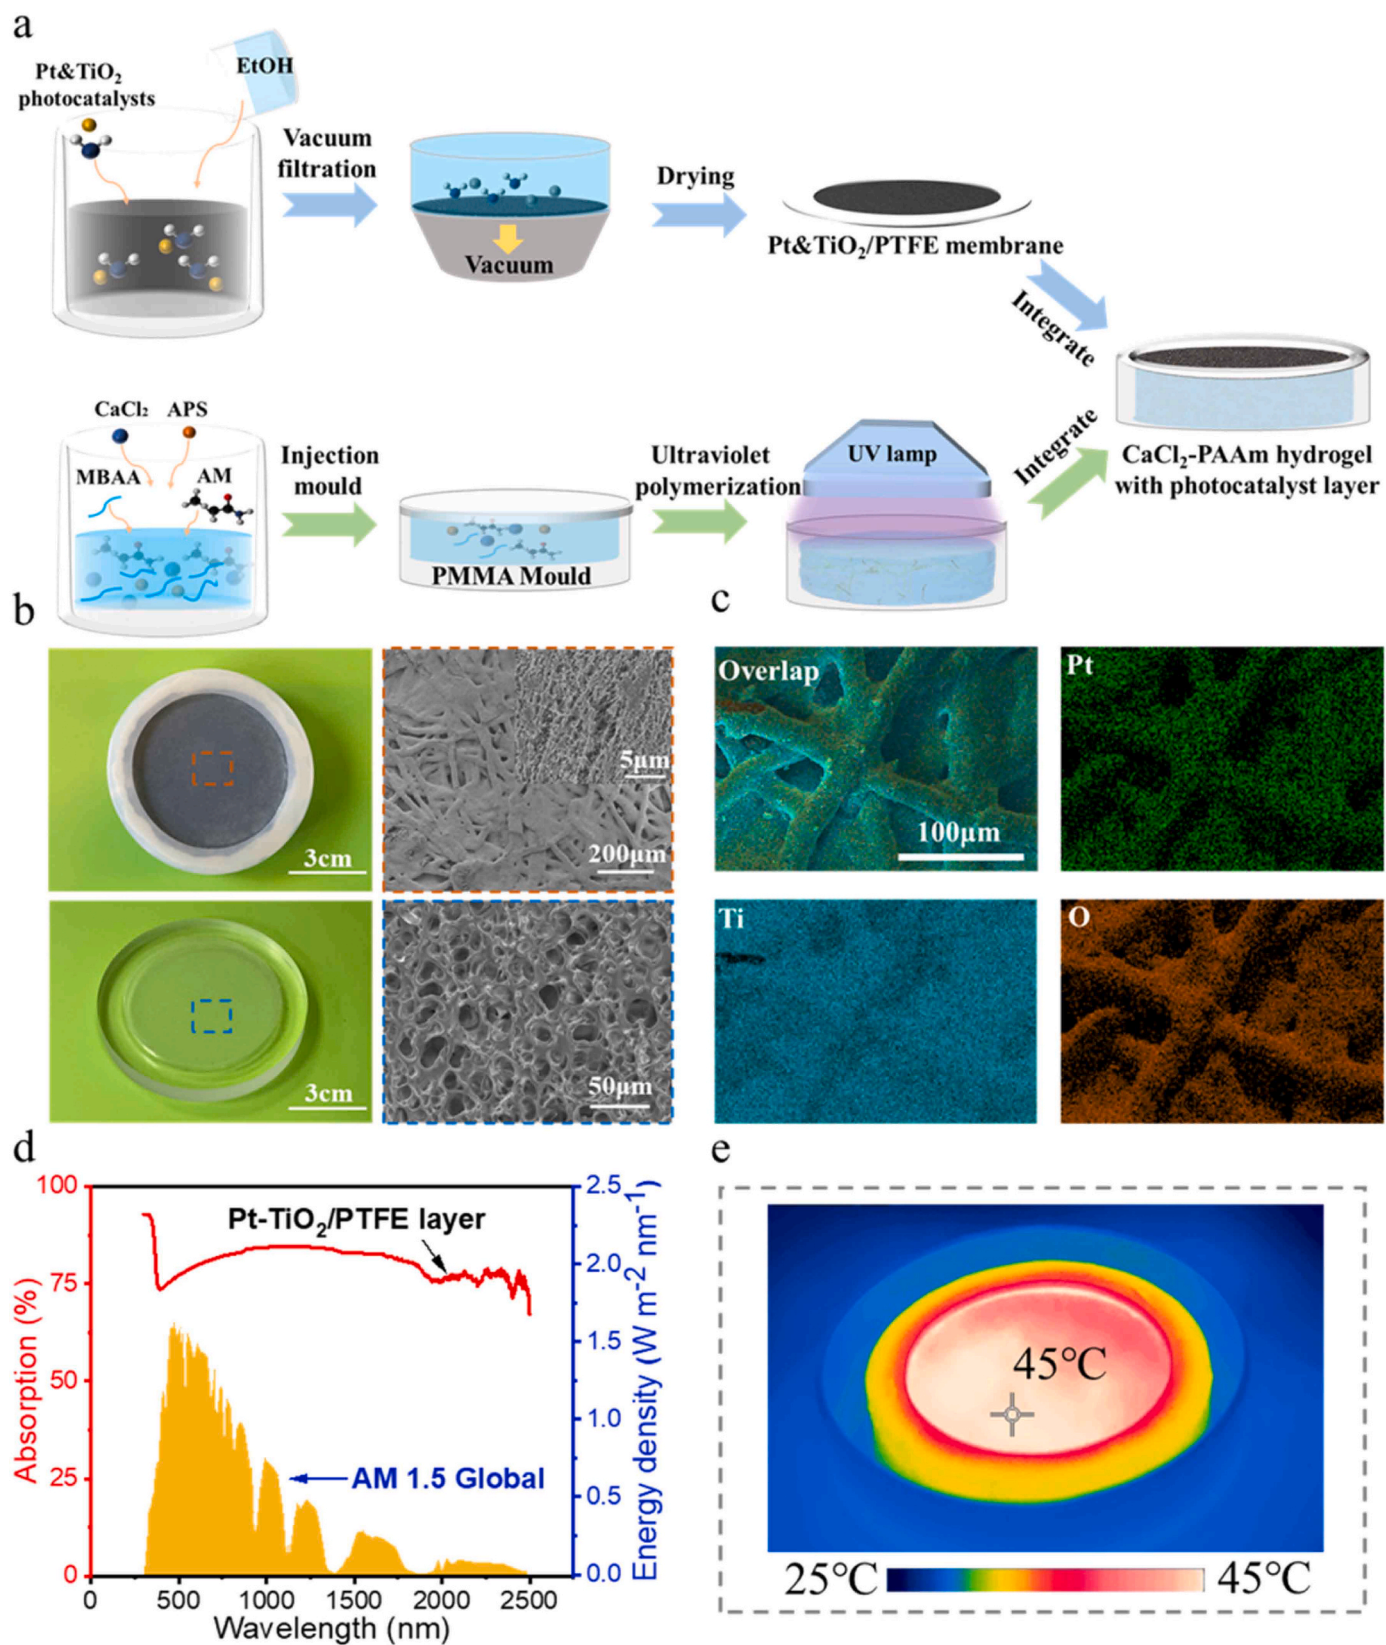 a
Pt&TiO₂
photocatalysts
EtOH
Vacuum
filtration
Vacuum
Drying
Pt&TiO₂/PTFE membrane
Integrate
CaCl₂
APS
MBAA
AM
Injection
mould
PMMA Mould
Ultraviolet
polymerization
UV lamp
Integrate
CaCl₂-PAAm hydrogel
with photocatalyst layer
b
3cm
5μm
200μm
3cm
50μm
c
Overlap
100μm
Pt
Ti
O
d
100
75
50
25
0
Absorption (%)
Pt-TiO₂/PTFE layer
AM 1.5 Global
2.5
2.0
1.5
1.0
0.5
0.0
Energy density (W m⁻² nm⁻¹)
0 500 1000 1500 2000 2500
Wavelength (nm)
e
45℃
25℃
45℃